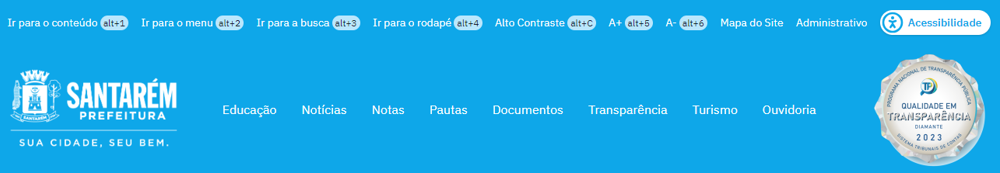 Ir para o conteúdo alt+1 Ir para o menu alt+2 Ir para a busca alt+3 Ir para o rodapé alt+4 Alto Contraste alt+C A+ alt+5 A- alt+6 Mapa do Site Administrativo Acessibilidade
SANTARÉM
PREFEITURA
SANTARÉM
SUA CIDADE, SEU BEM.
Educação Notícias Notas Pautas Documentos Transparência Turismo Ouvidoria
PROGRAMA NACIONAL DE TRANSPARÊNCIA PÚBLICA
TP
QUALIDADE EM
TRANSPARÊNCIA
DIAMANTE
2023
SISTEMA TRIBUNAIS DE CONTAS